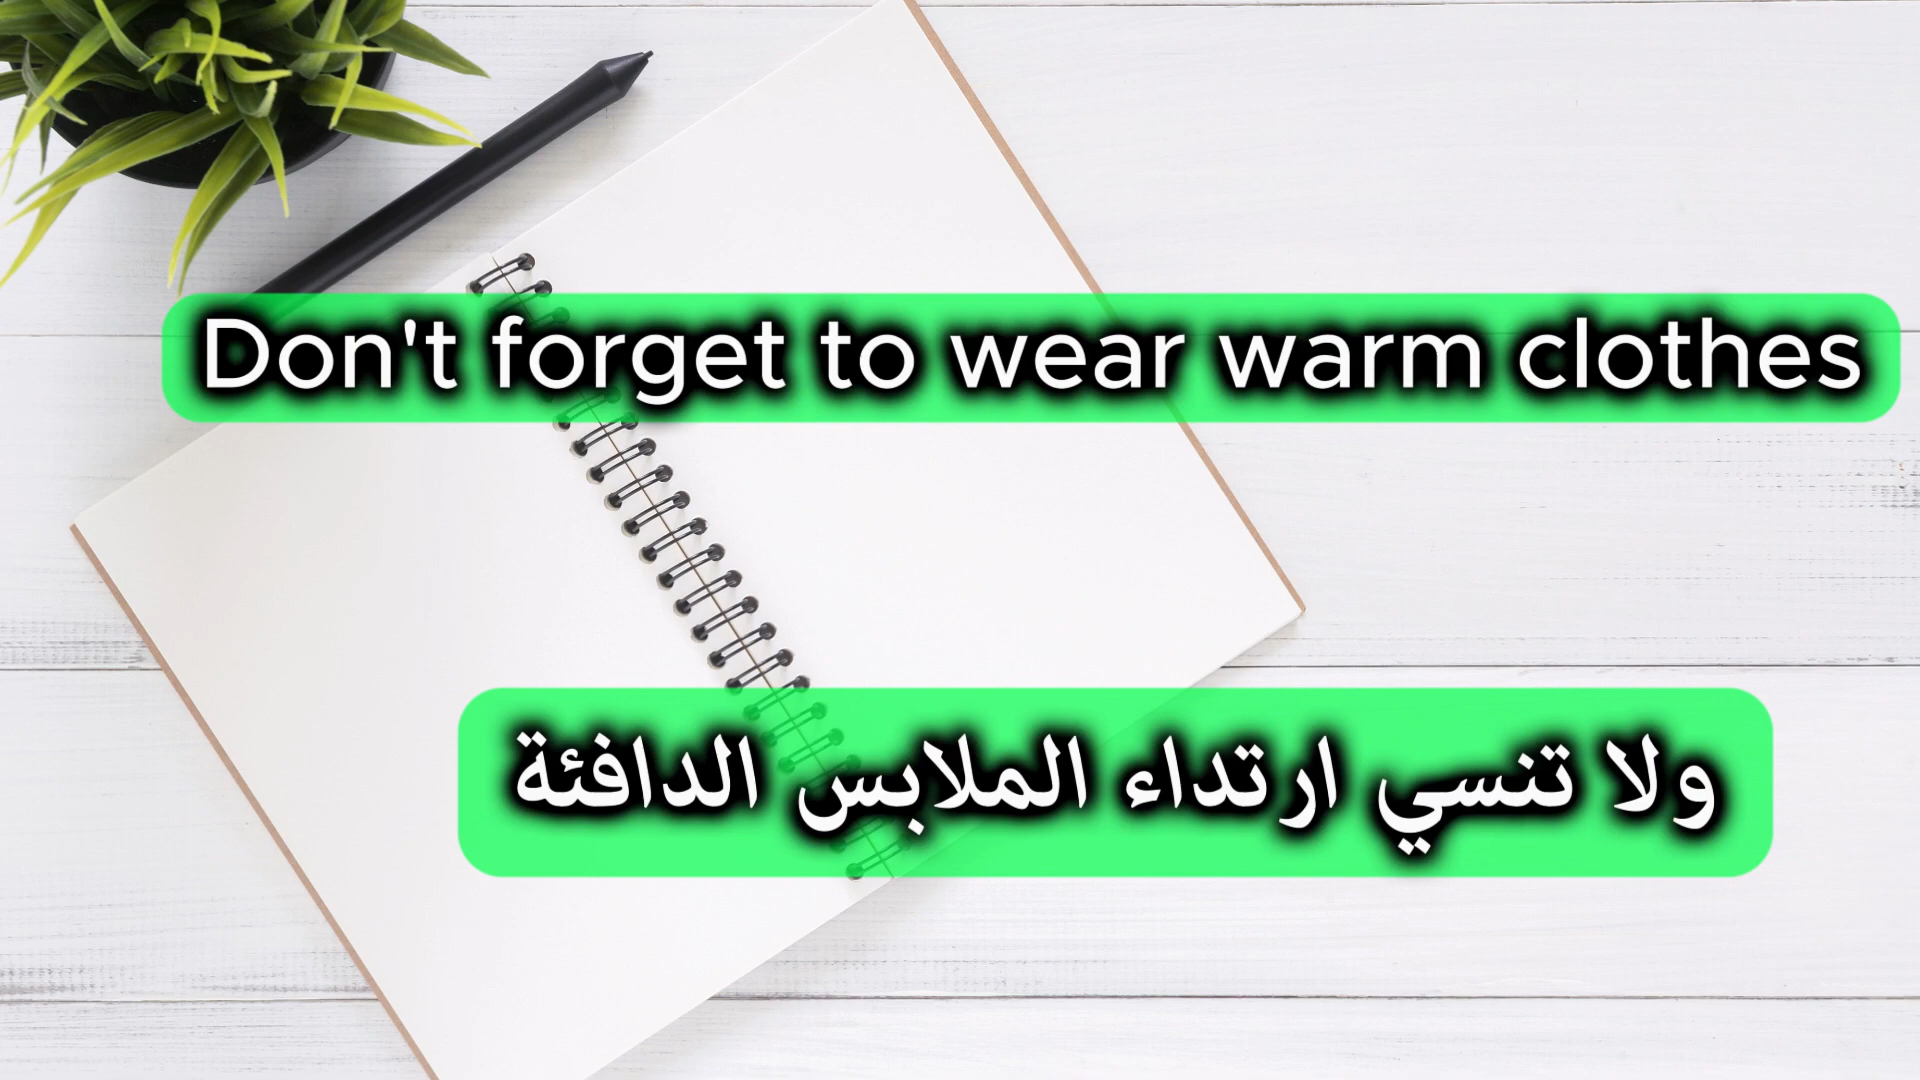 Don't forget to wear warm clothes
ولا تنسي ارتداء الملابس الدافئة